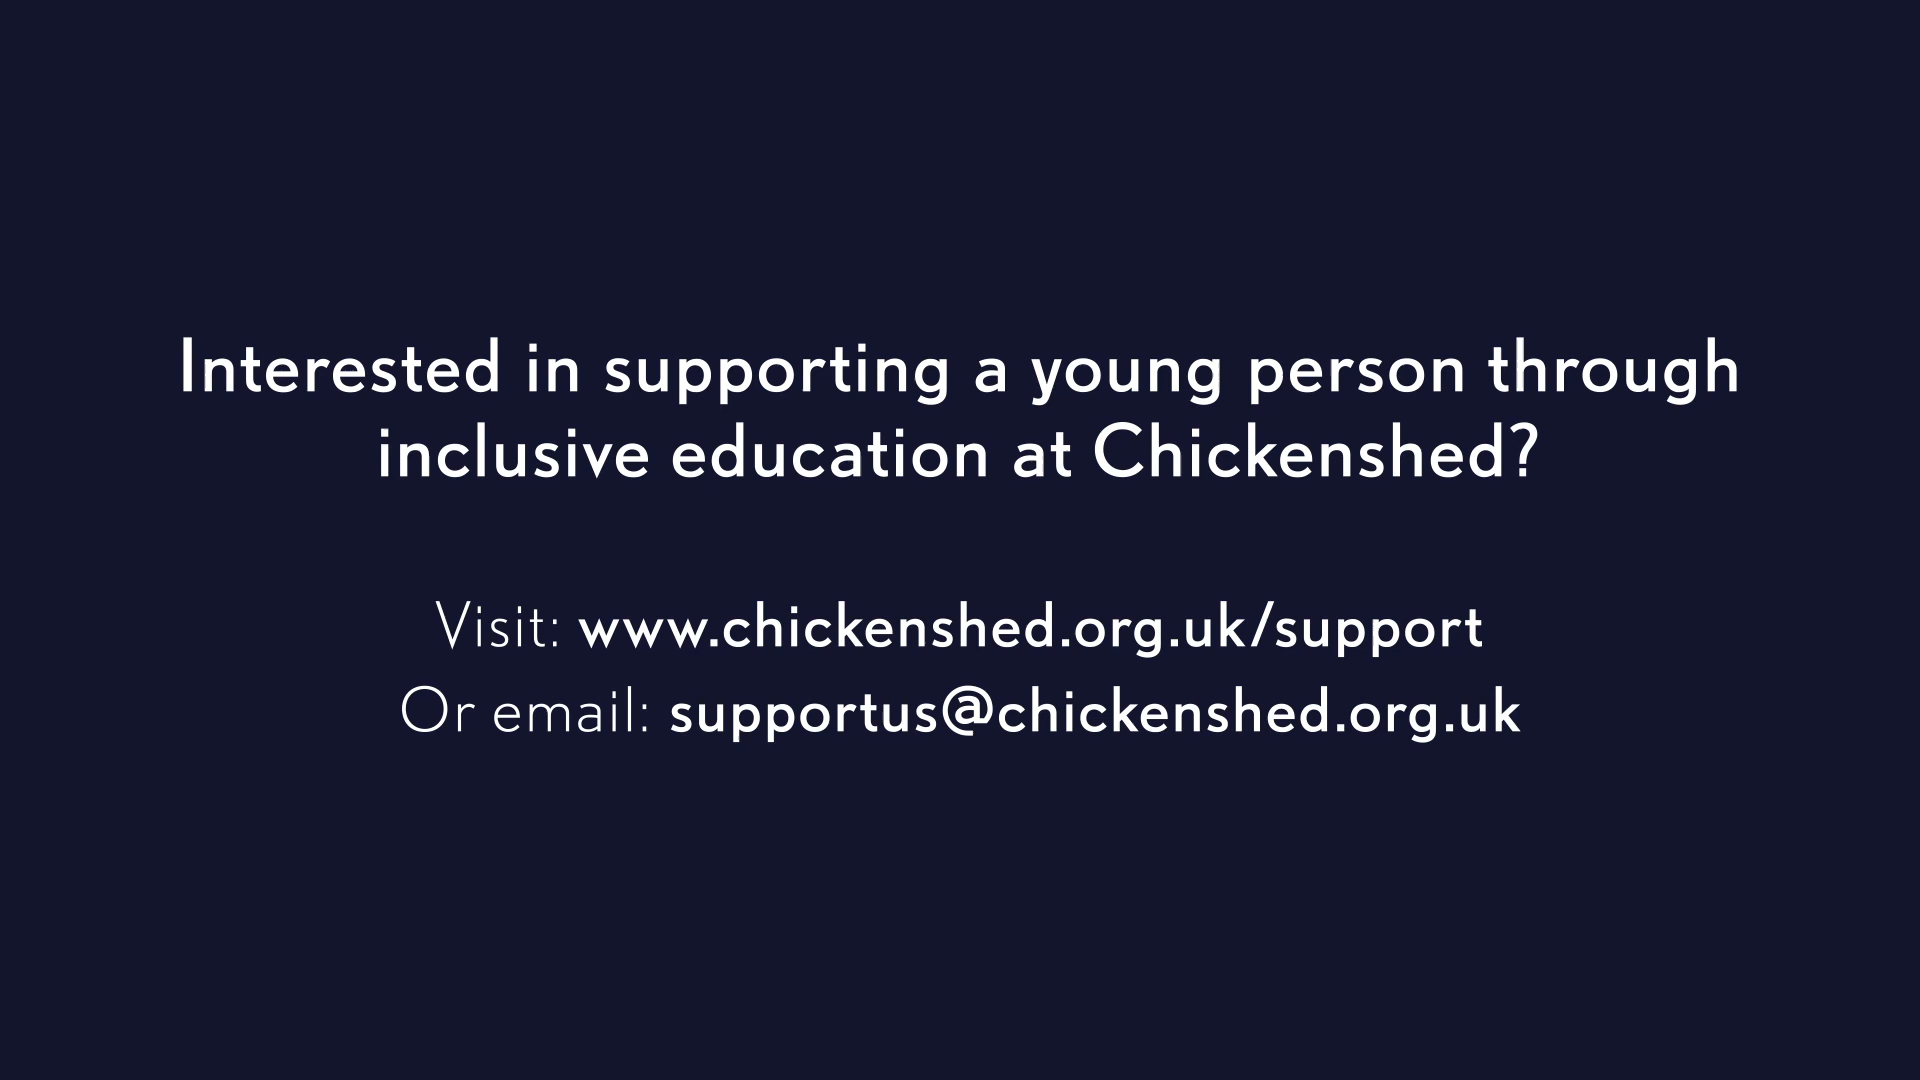 Interested in supporting a young person through
inclusive education at Chickenshed?
Visit: www.chickenshed.org.uk/support
Or email: supportus@chickenshed.org.uk